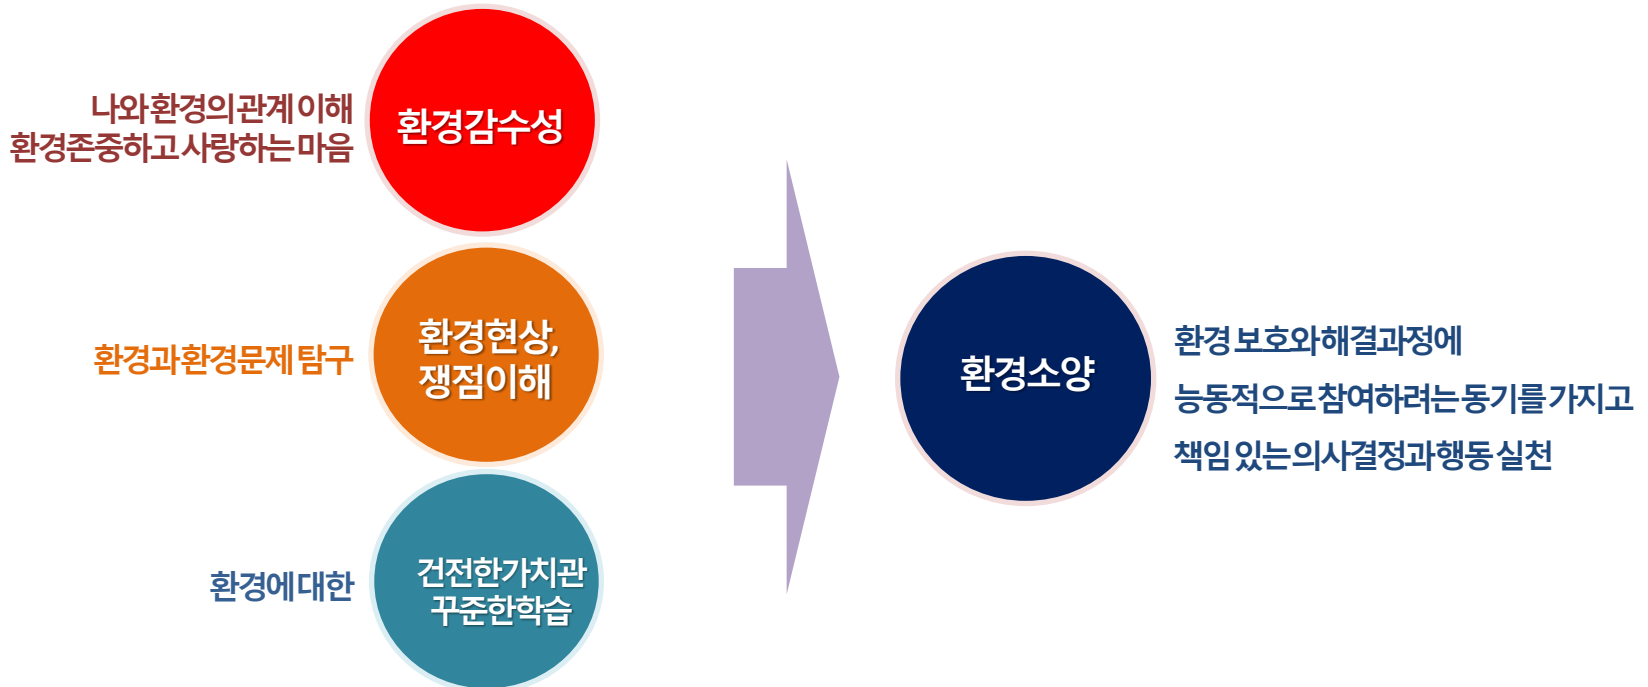 나와 환경의 관계 이해
환경존중하고 사랑하는 마음
환경감수성
환경과 환경문제 탐구
환경현상,
쟁점이해
환경에 대한
건전한가치관
꾸준한학습
환경소양
환경 보호와 해결과정에
능동적으로 참여하려는 동기를 가지고
책임 있는 의사결정과 행동 실천